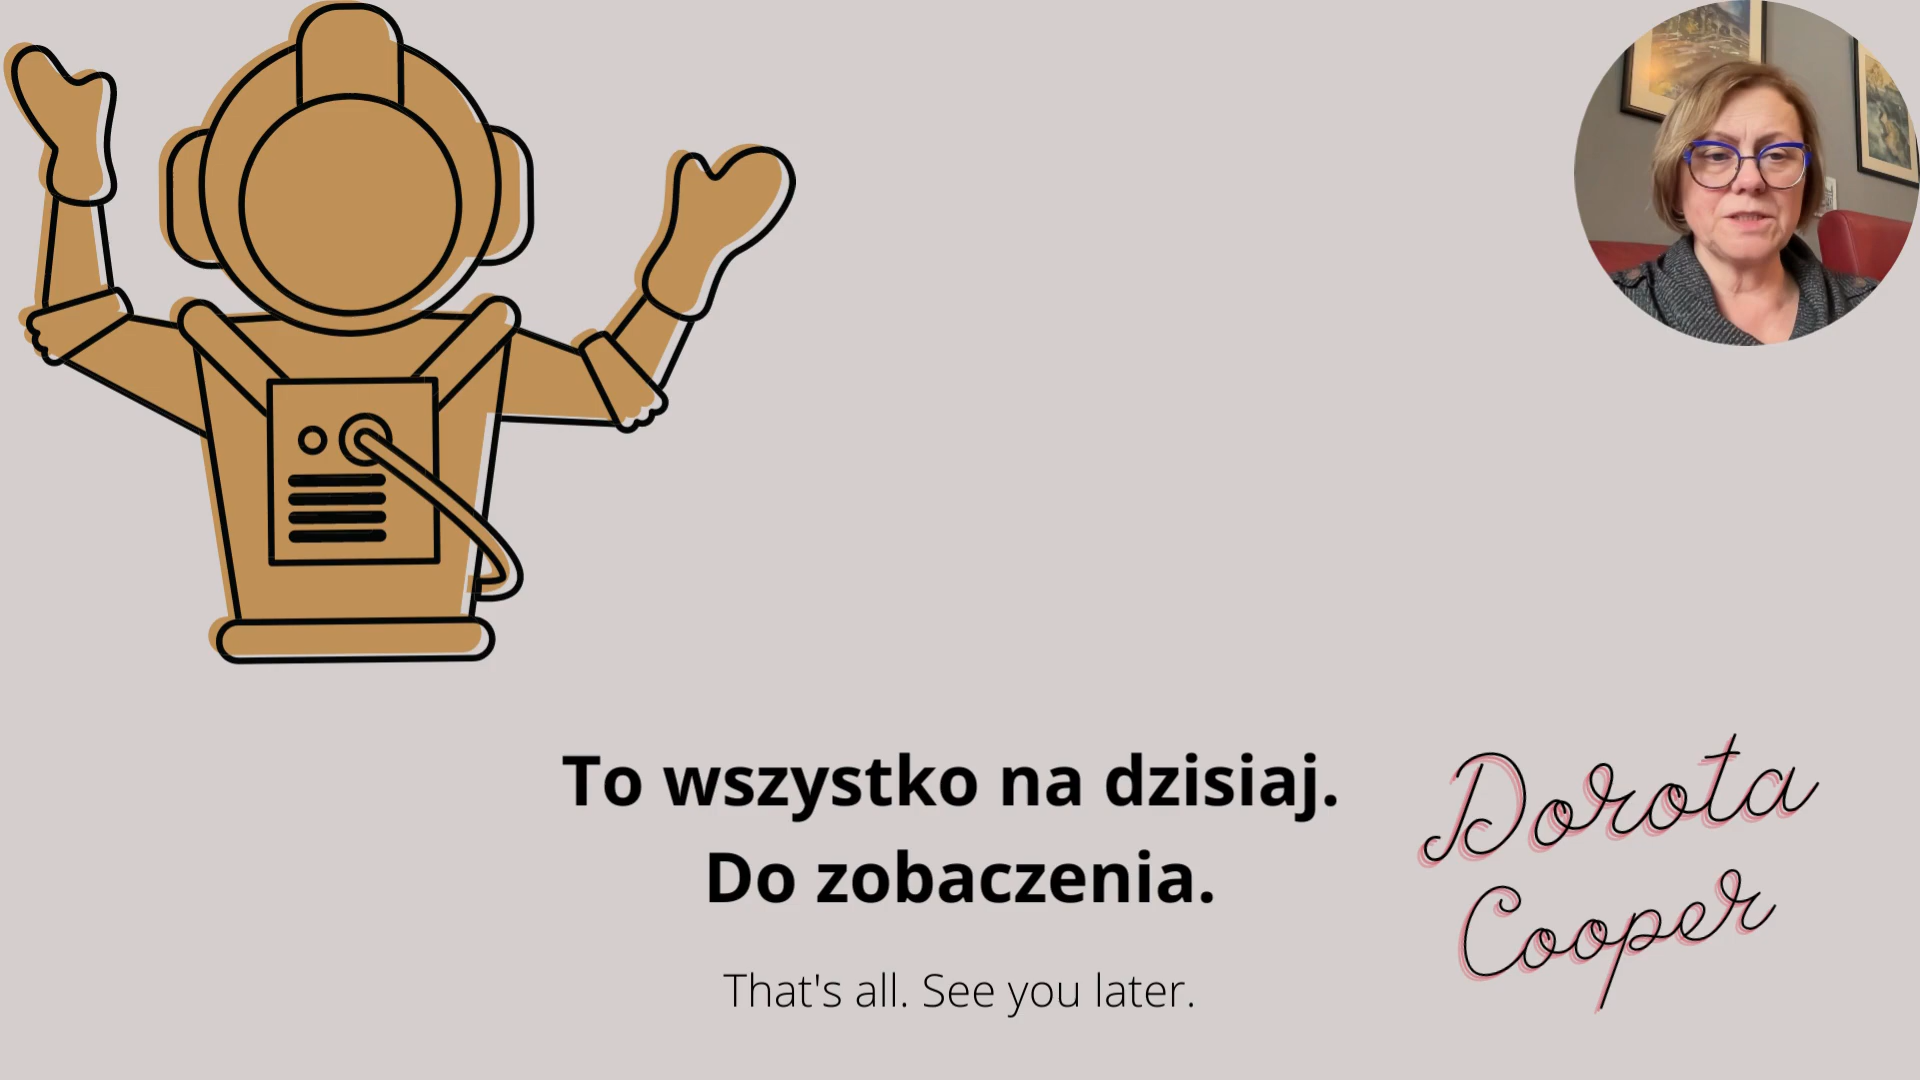 To wszystko na dzisiaj.
Do zobaczenia.
That's all. See you later.
Dorota
Cooper